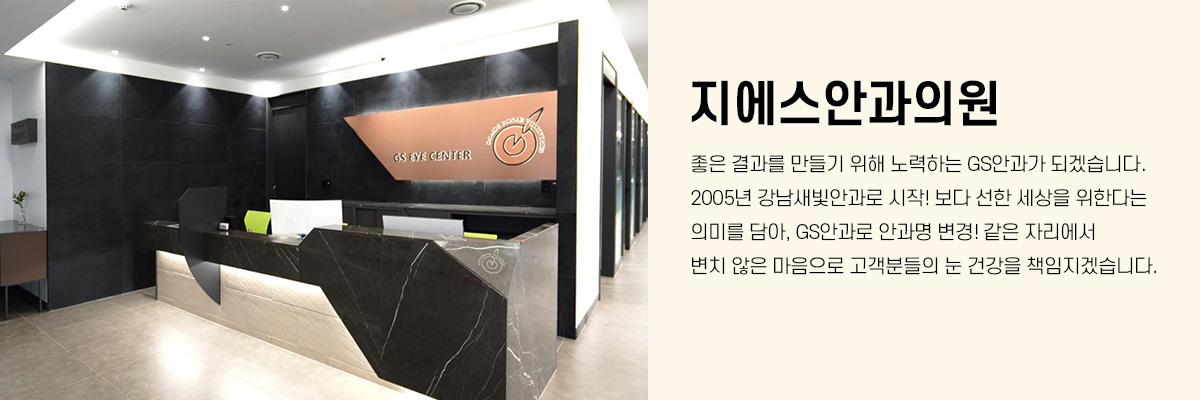 GS EYE CENTER
지에스안과의원
좋은 결과를 만들기 위해 노력하는 GS안과가 되겠습니다.
2005년 강남새빛안과로 시작! 보다 선한 세상을 위한다는
의미를 담아, GS안과로 안과명 변경! 같은 자리에서
변치 않은 마음으로 고객분들의 눈 건강을 책임지겠습니다.